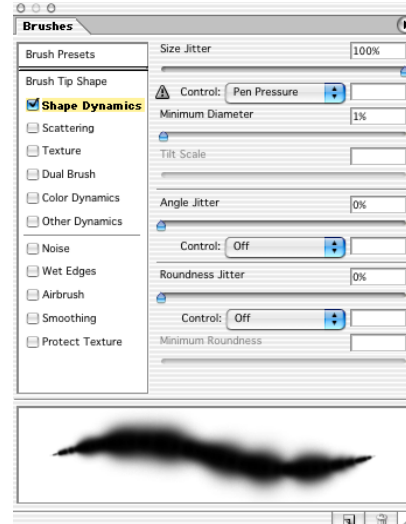 Brushes
Brush Presets
Brush Tip Shape
Shape Dynamics
Scattering
Texture
Dual Brush
Color Dynamics
Other Dynamics
Noise
Wet Edges
Airbrush
Smoothing
Protect Texture
Size Jitter 100%
Control: Pen Pressure
Minimum Diameter 1%
Tilt Scale
Angle Jitter 0%
Control: Off
Roundness Jitter 0%
Control: Off
Minimum Roundness